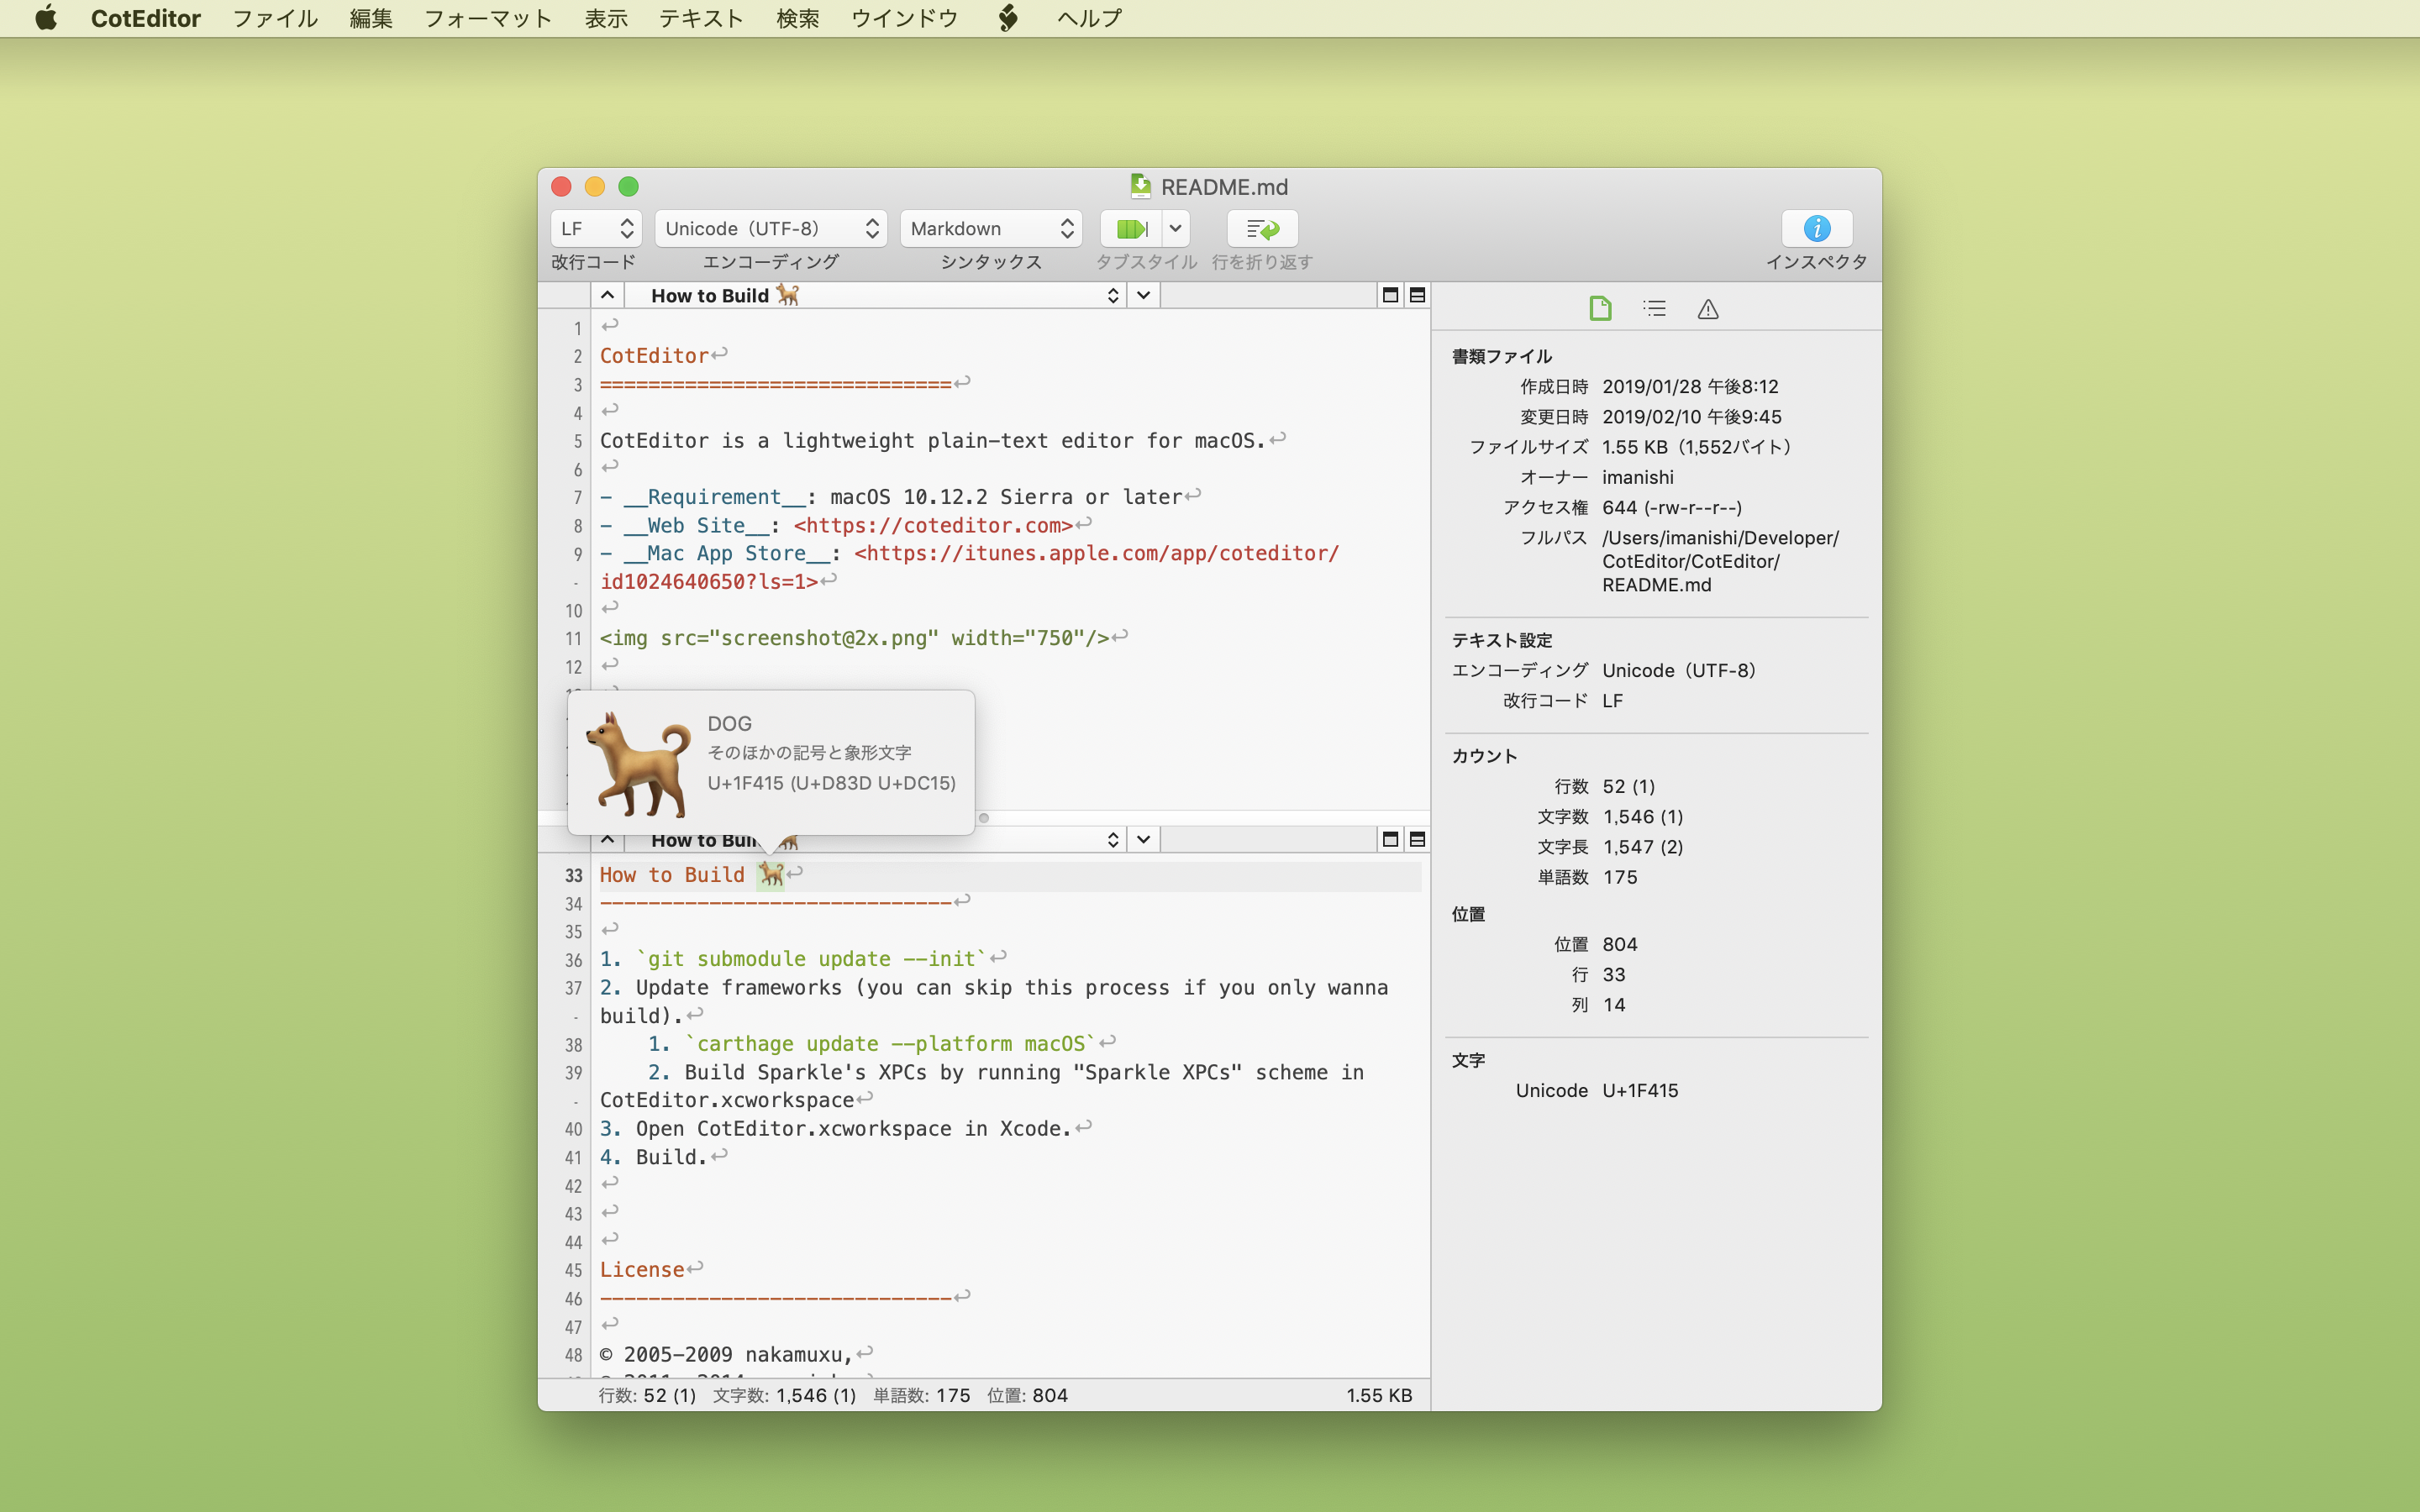 CotEditor ファイル 編集 フォーマット 表示 テキスト 検索 ウインドウ ヘルプ
README.md
LF Unicode（UTF-8） Markdown
改行コード エンコーディング シンタックス タブスタイル 行を折り返す インスペクタ
How to Build 🐕
1 ↩
2 CotEditor↩
3 =============================↩
4 ↩
5 CotEditor is a lightweight plain-text editor for macOS.↩
6 ↩
7 - __Requirement__: macOS 10.12.2 Sierra or later↩
8 - __Web Site__: <https://coteditor.com>↩
9 - __Mac App Store__: <https://itunes.apple.com/app/coteditor/
- id1024640650?ls=1>↩
10 ↩
11 <img src="screenshot@2x.png" width="750"/>↩
12 ↩
DOG
そのほかの記号と象形文字
U+1F415 (U+D83D U+DC15)
How to Build 🐕
33 How to Build 🐕↩
34 -----------------------------↩
35 ↩
36 1. `git submodule update --init`↩
37 2. Update frameworks (you can skip this process if you only wanna
- build).↩
38 1. `carthage update --platform macOS`↩
39 2. Build Sparkle's XPCs by running "Sparkle XPCs" scheme in
- CotEditor.xcworkspace↩
40 3. Open CotEditor.xcworkspace in Xcode.↩
41 4. Build.↩
42 ↩
43 ↩
44 ↩
45 License↩
46 -----------------------------↩
47 ↩
48 © 2005-2009 nakamuxu,↩
行数: 52 (1) 文字数: 1,546 (1) 単語数: 175 位置: 804 1.55 KB
書類ファイル
作成日時 2019/01/28 午後8:12
変更日時 2019/02/10 午後9:45
ファイルサイズ 1.55 KB（1,552バイト）
オーナー imanishi
アクセス権 644 (-rw-r--r--)
フルパス /Users/imanishi/Developer/
CotEditor/CotEditor/
README.md
テキスト設定
エンコーディング Unicode（UTF-8）
改行コード LF
カウント
行数 52 (1)
文字数 1,546 (1)
文字長 1,547 (2)
単語数 175
位置
位置 804
行 33
列 14
文字
Unicode U+1F415